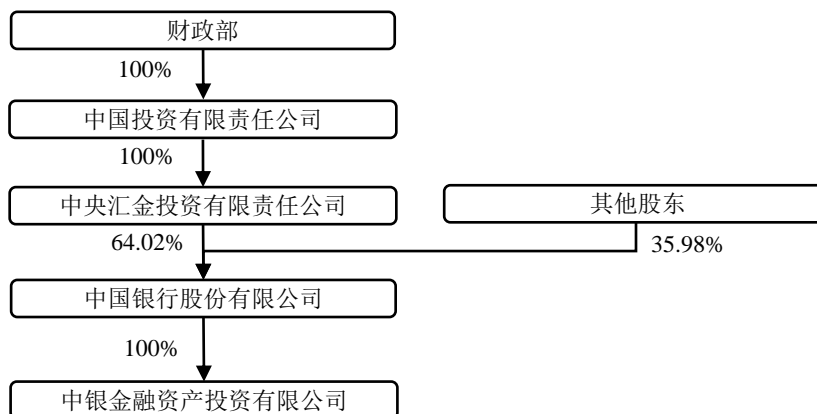 财政部
100%
中国投资有限责任公司
100%
中央汇金投资有限责任公司
其他股东
64.02%
35.98%
中国银行股份有限公司
100%
中银金融资产投资有限公司